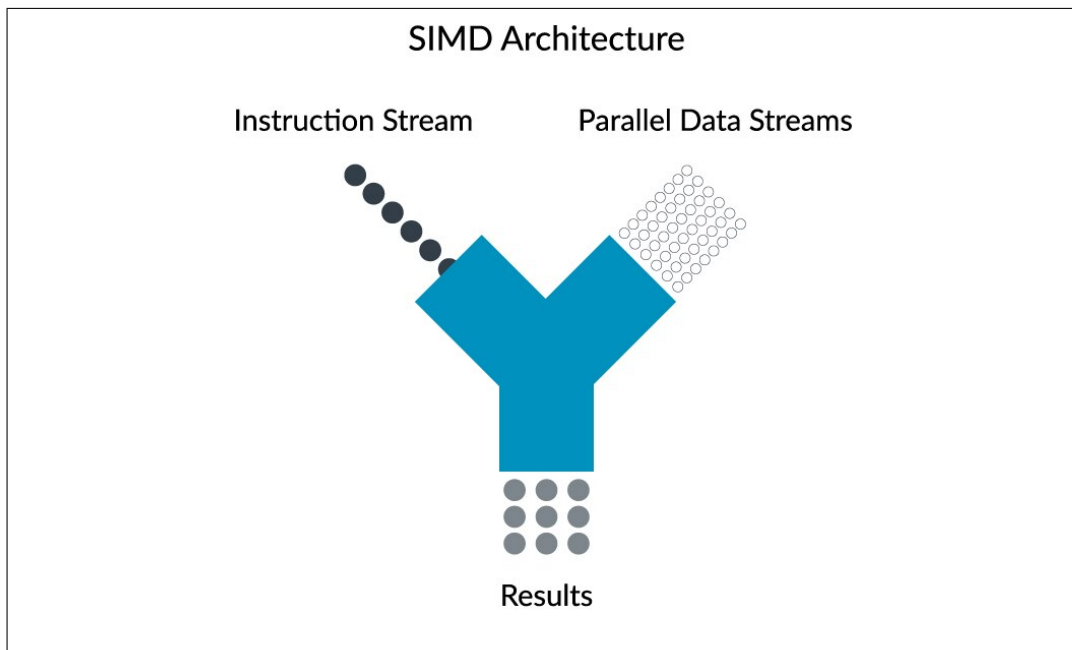 SIMD Architecture
Instruction Stream
Parallel Data Streams
Results